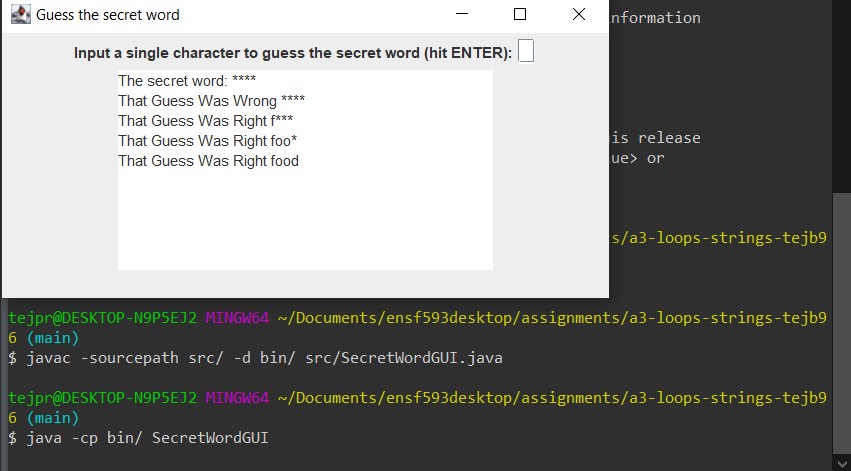 Guess the secret word
Input a single character to guess the secret word (hit ENTER):
The secret word: ****
That Guess Was Wrong ****
That Guess Was Right f***
That Guess Was Right foo*
That Guess Was Right food
nformation
is release
ue> or
s/a3-loops-strings-tejb9
tejpr@DESKTOP-N9P5EJ2 MINGW64 ~/Documents/ensf593desktop/assignments/a3-loops-strings-tejb9
6 (main)
$ javac -sourcepath src/ -d bin/ src/SecretWordGUI.java
tejpr@DESKTOP-N9P5EJ2 MINGW64 ~/Documents/ensf593desktop/assignments/a3-loops-strings-tejb9
6 (main)
$ java -cp bin/ SecretWordGUI